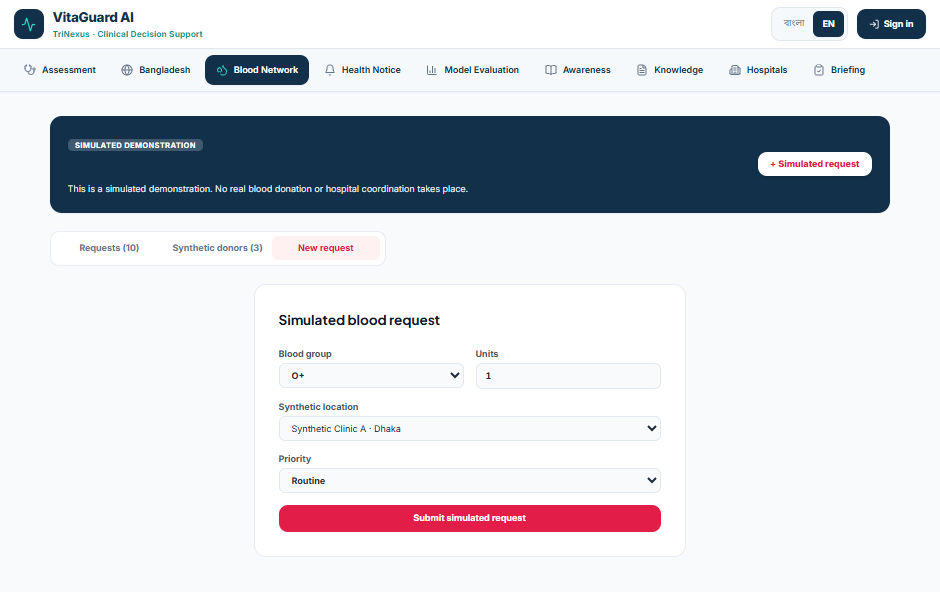 VitaGuard AI
TriNexus · Clinical Decision Support
বাংলা
EN
Sign in
Assessment
Bangladesh
Blood Network
Health Notice
Model Evaluation
Awareness
Knowledge
Hospitals
Briefing
SIMULATED DEMONSTRATION
+ Simulated request
This is a simulated demonstration. No real blood donation or hospital coordination takes place.
Requests (10)
Synthetic donors (3)
New request
Simulated blood request
Blood group
Units
O+
1
Synthetic location
Synthetic Clinic A · Dhaka
Priority
Routine
Submit simulated request